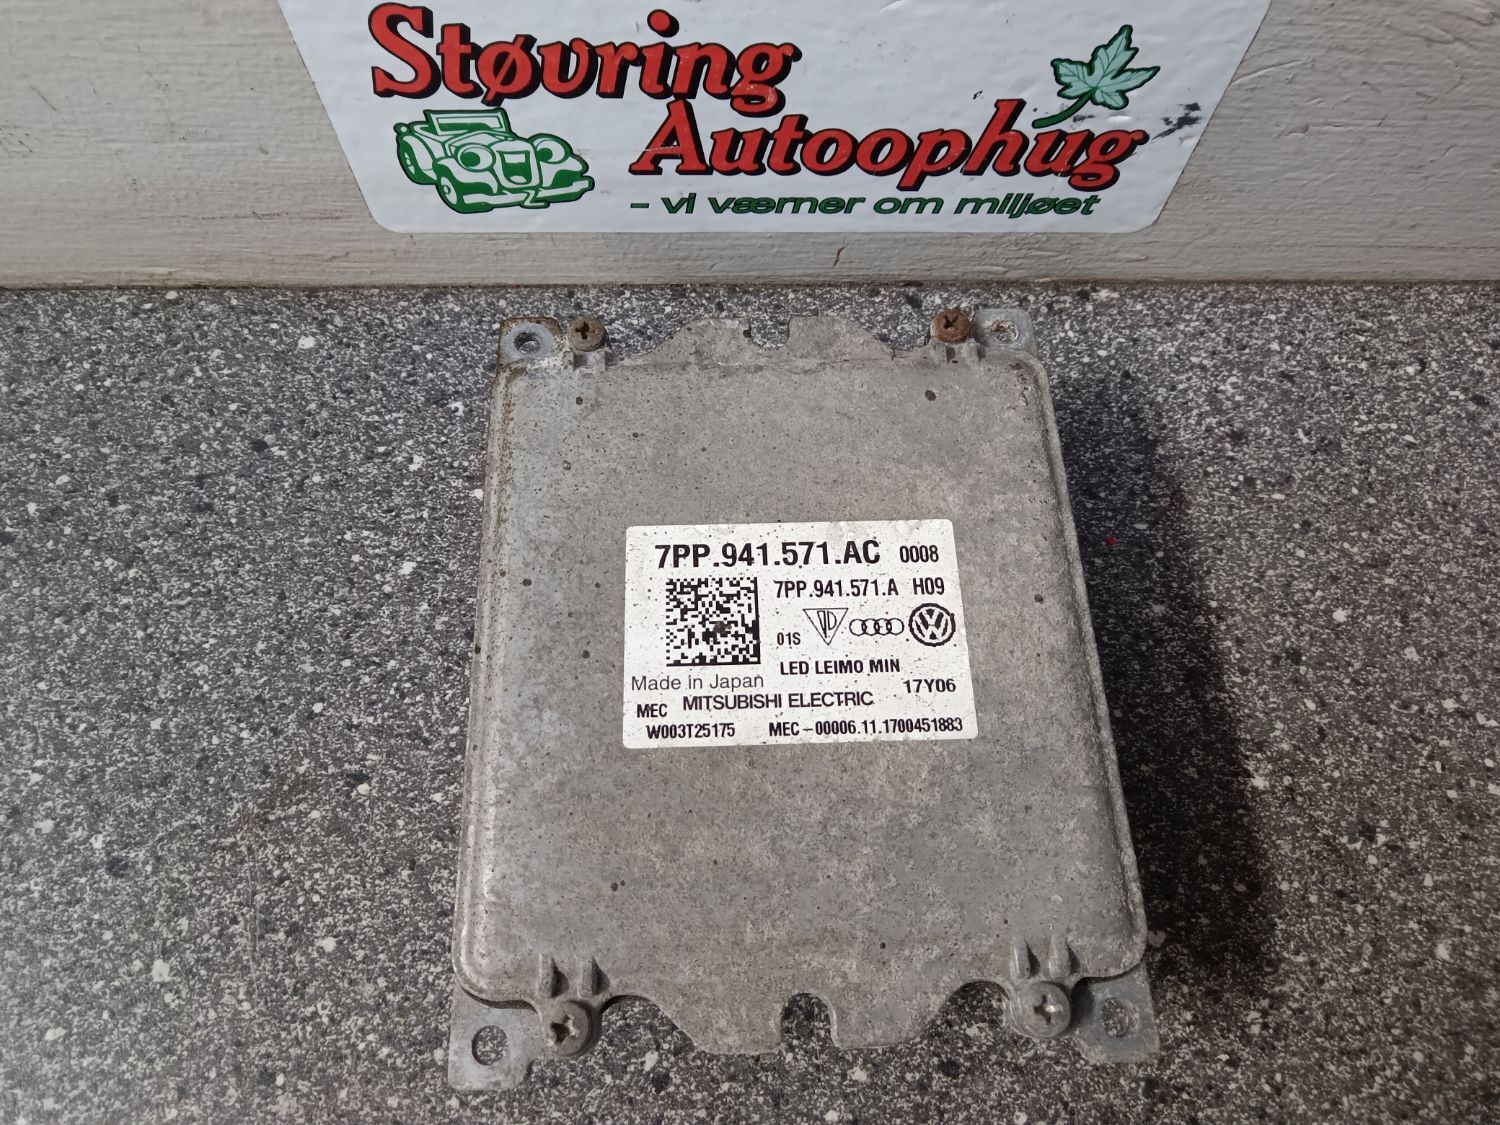 Støvring
Autoophug
- vi værner om miljøet
7PP.941.571.AC 0008
7PP.941.571.A H09
01S
LED LEIMO MIN
Made in Japan 17Y06
MEC MITSUBISHI ELECTRIC
W003T25175 MEC-00006.11.1700451883